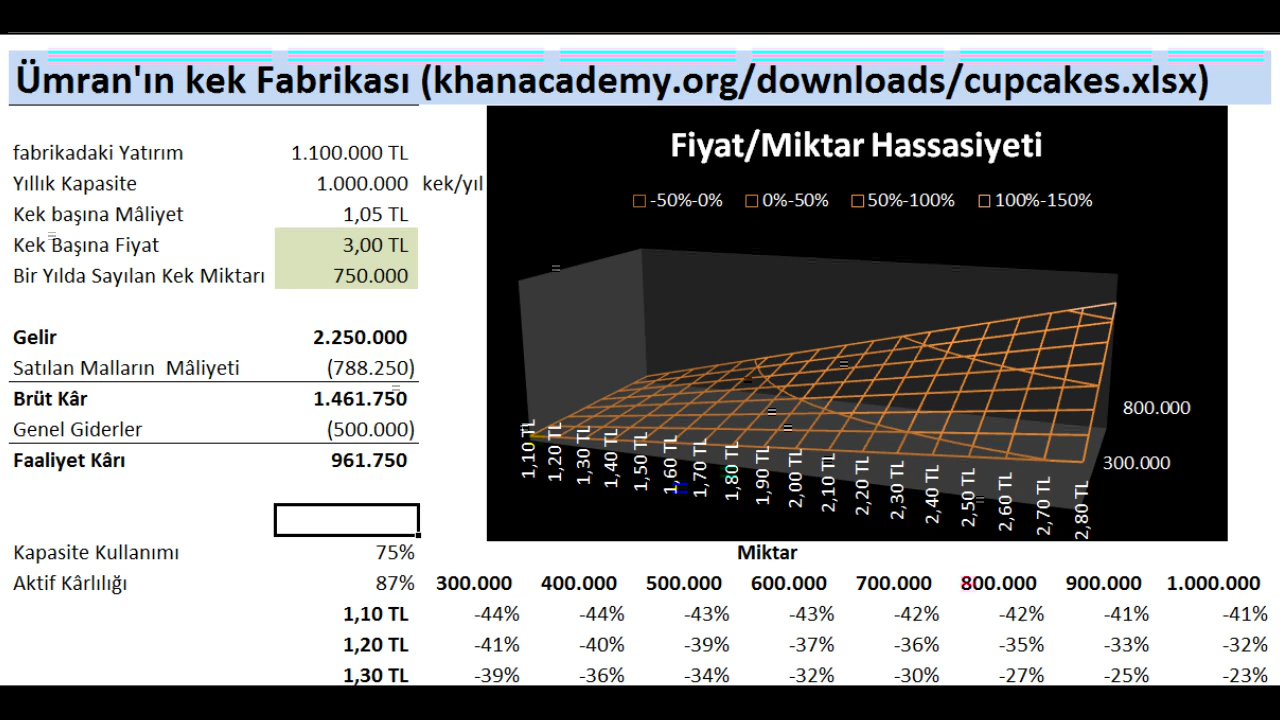 Ümran'ın kek Fabrikası (khanacademy.org/downloads/cupcakes.xlsx)
fabrikadaki Yatırım 1.100.000 TL
Yıllık Kapasite 1.000.000 kek/yıl
Kek başına Mâliyet 1,05 TL
Kek Başına Fiyat 3,00 TL
Bir Yılda Sayılan Kek Miktarı 750.000
Gelir 2.250.000
Satılan Malların Mâliyeti (788.250)
Brüt Kâr 1.461.750
Genel Giderler (500.000)
Faaliyet Kârı 961.750
Fiyat/Miktar Hassasiyeti
-50%-0% 0%-50% 50%-100% 100%-150%
800.000
300.000
1,10 TL 1,20 TL 1,30 TL 1,40 TL 1,50 TL 1,60 TL 1,70 TL 1,80 TL 1,90 TL 2,00 TL 2,10 TL 2,20 TL 2,30 TL 2,40 TL 2,50 TL 2,60 TL 2,70 TL 2,80 TL
Miktar
Kapasite Kullanımı 75%
Aktif Kârlılığı 87% 300.000 400.000 500.000 600.000 700.000 800.000 900.000 1.000.000
1,10 TL -44% -44% -43% -43% -42% -42% -41% -41%
1,20 TL -41% -40% -39% -37% -36% -35% -33% -32%
1,30 TL -39% -36% -34% -32% -30% -27% -25% -23%